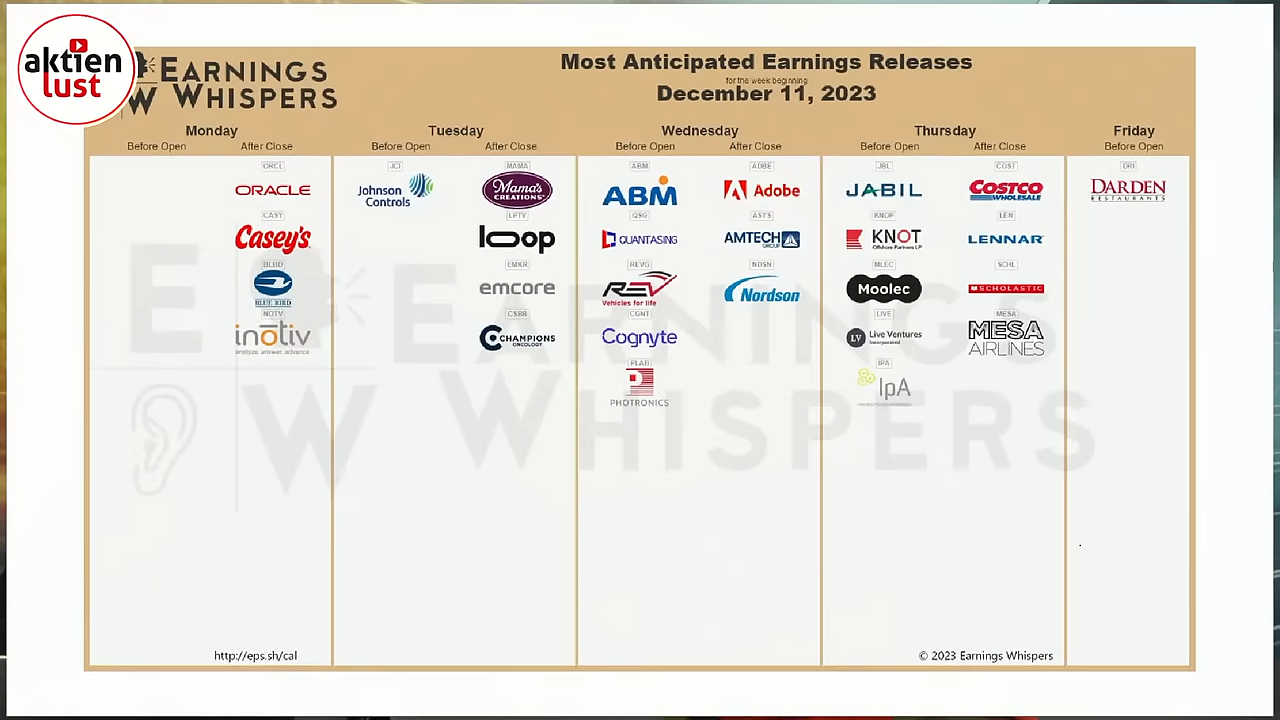 aktien
lust
EARNINGS
WHISPERS
Most Anticipated Earnings Releases
for the week beginning
December 11, 2023
Monday
Before Open
After Close
Tuesday
Before Open
After Close
Wednesday
Before Open
After Close
Thursday
Before Open
After Close
Friday
Before Open
ORCL
ORACLE
CASY
Casey's
BLBD
BLUE BIRD
NOTV
inotiv
analyze. answer. advance.
JCI
Johnson
Controls
MAMA
Mama's
CREATIONS
LPTV
loop
EMKR
emcore
CSBR
CHAMPIONS
ONCOLOGY
ABM
ABM
QSG
QUANTASING
REVG
REV
Vehicles for life
CGNT
Cognyte
PLAB
PHOTRONICS
ADBE
Adobe
ASYS
AMTECH
GROUP
NDSN
Nordson
JBL
JABIL
KNOP
KNOT
Offshore Partners LP
MLEC
Moolec
LIVE
LV
Live Ventures
Incorporated
IPA
IpA
COST
COSTCO
WHOLESALE
LEN
LENNAR
SCHL
SCHOLASTIC
MESA
MESA
AIRLINES
DRI
DARDEN
RESTAURANTS
E
W
EARNINGS
WHISPERS
http://eps.sh/cal
© 2023 Earnings Whispers